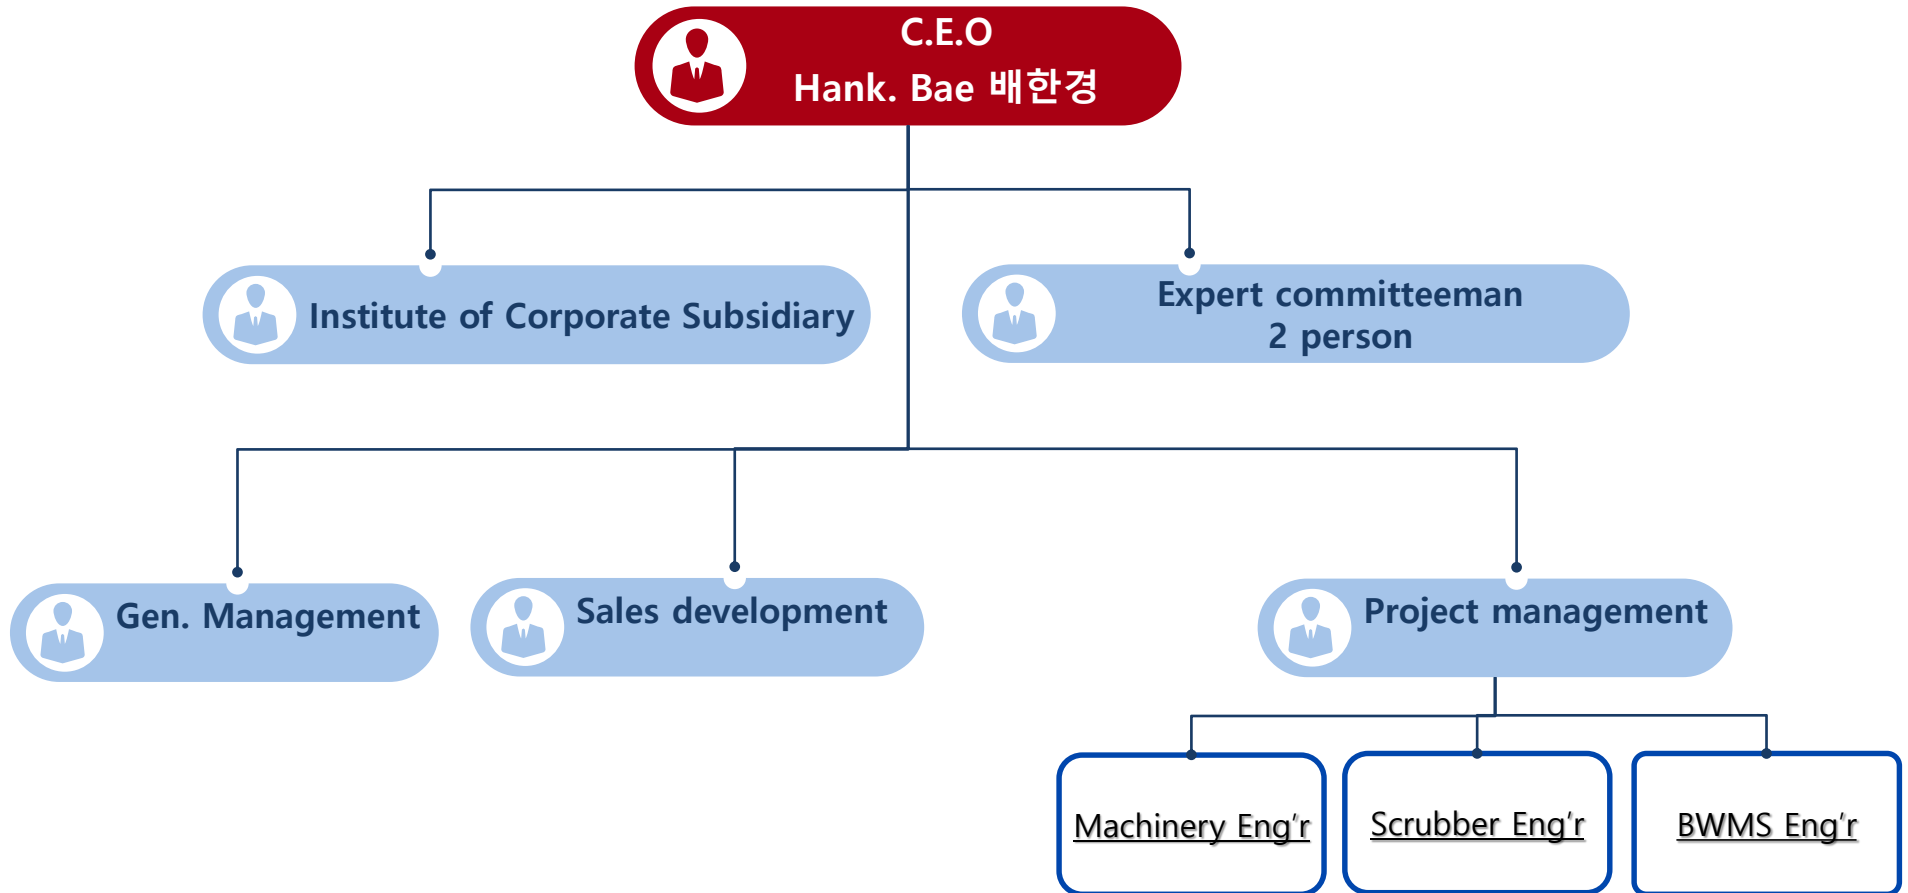 C.E.O
Hank. Bae 배한경
Institute of Corporate Subsidiary
Expert committeeman
2 person
Gen. Management
Sales development
Project management
Machinery Eng’r
Scrubber Eng’r
BWMS Eng’r